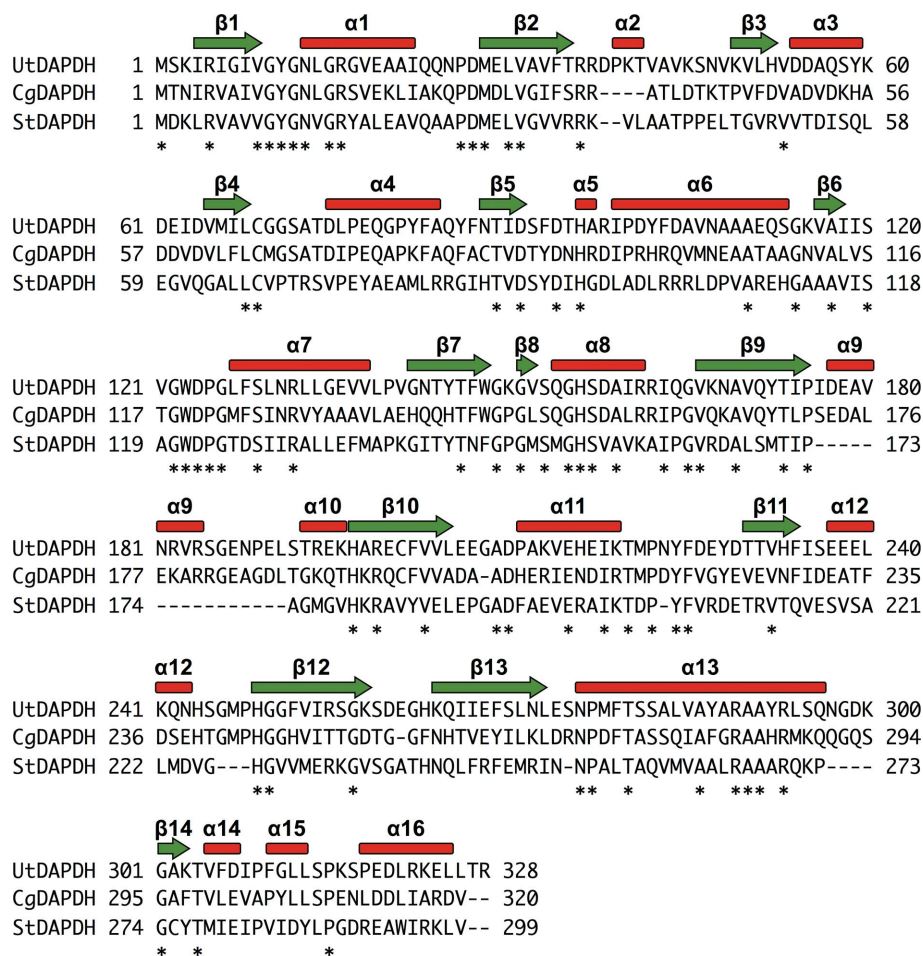 β1 α1 β2 α2 β3 α3
UtDAPDH 1 MSKIRIGIVGYGNLGRGVEAAIQQNPDMELVAVFTRRDPKTVAVKSNVKVLHVDDAQSYK 60
CgDAPDH 1 MTNIRVAIVGYGNLGRSVEKLIAKQPDMDLVGIFSRR----ATLDTKTPVFDVADVDKHA 56
StDAPDH 1 MDKLRVAVVGYGNVGRYALEAVQAAPDMELVGVVRRK--VLAATPPELTGVRVVTDISQL 58
* * ***** ** *** ** * *
β4 α4 β5 α5 α6 β6
UtDAPDH 61 DEIDVMILCGGSATDLPEQGPYFAQYFNTIDSFDTHARIPDYFDAVNAAAEQSGKVAIIS 120
CgDAPDH 57 DDVDVLFLCMGSATDIPEQAPKFAQFACTVDTYDNHRDIPRHRQVMNEAATAAGNVALVS 116
StDAPDH 59 EGVQGALLCVPTRSVPEYAEAMLRRGIHTVDSYDIHGDLADLRRRLDPVAREHGAAAVIS 118
** * * * * * * * *
α7 β7 β8 α8 β9 α9
UtDAPDH 121 VGWDPGLFSLNRLLGEVVLPVGNTYTFWGKGVSQGHSDAIRRIQGVKNAVQYTIPIDEAV 180
CgDAPDH 117 TGWDPGMFSINRVYAAAVLAEHQQHTFWGPGLSQGHSDALRRIPGVQKAVQYTLPSEDAL 176
StDAPDH 119 AGWDPGTDSIIRALLEFMAPKGITYTNFGPGMSMGHSVAVKAIPGVRDALSMTIP----- 173
***** * * * * * *** * * ** * * *
α9 α10 β10 α11 β11 α12
UtDAPDH 181 NRVRSGENPELSTREKHARECFVVLEEGADPAKVEHEIKTMPNYFDEYDTTVHFISEEEL 240
CgDAPDH 177 EKARRGEAGDLTGKQTHKRQCFVVADA-ADHERIENDIRTMPDYFVGYEVEVNFIDEATF 235
StDAPDH 174 -----------AGMGVHKRAVYVVLEPGADFAEVERAIKTDP-YFVRDETRVTQVESVSA 221
* * * ** * * * * ** *
α12 β12 β13 α13
UtDAPDH 241 KQNHSGMPHGGFVIRSGKSDEGHKQIIEFSLNLESNPMFTSSALVAYARAAYRLSQNGDK 300
CgDAPDH 236 DSEHTGMPHGGHVITTGDTG-GFNHTVEYILKLDRNPDFTASSQIAFGRAAHRMKQQGQS 294
StDAPDH 222 LMDVG---HGVVMERKGVSGATHNQLFRFEMRIN-NPALTAQVMVAALRAAARQKP---- 273
** * ** * * *** *
β14 α14 α15 α16
UtDAPDH 301 GAKTVFDIPFGLLSPKSPEDLRKELLTR 328
CgDAPDH 295 GAFTVLEVAPYLLSPENLDDLIARDV-- 320
StDAPDH 274 GCYTMIEIPVIDYLPGDREAWIRKLV-- 299
* * *